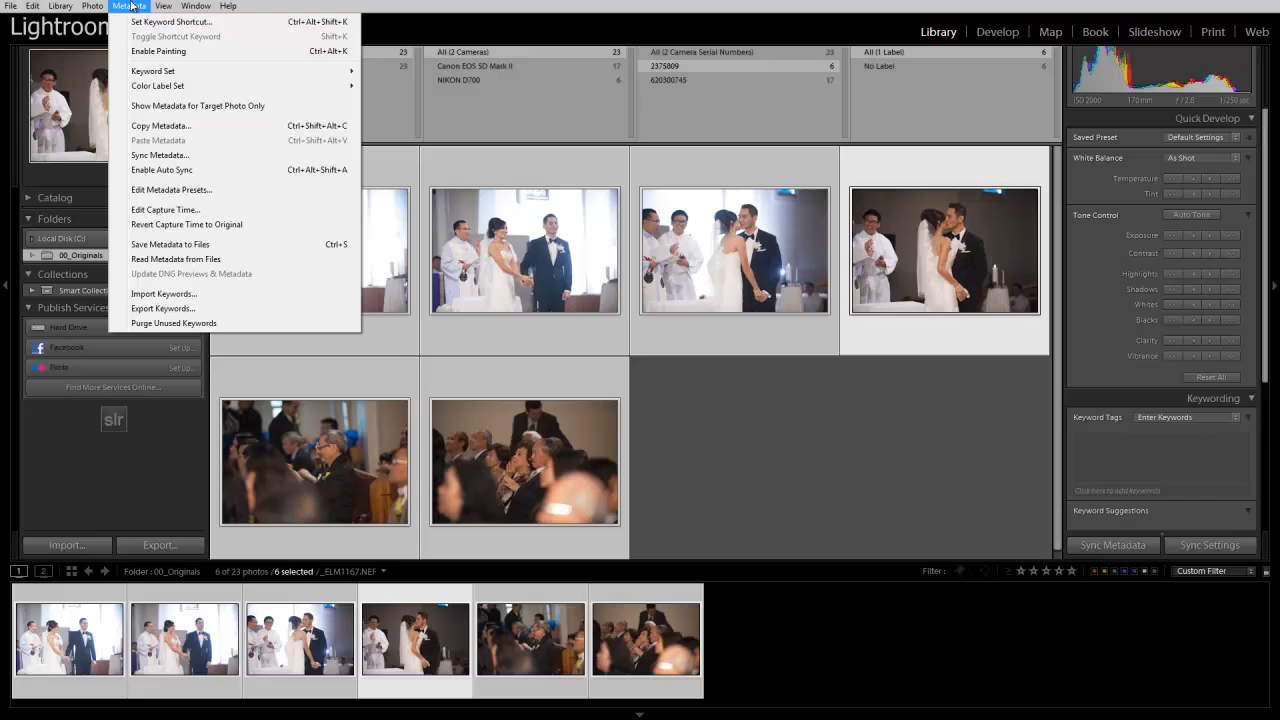 File Edit Library Photo Metadata View Window Help
Lightroom
Library | Develop | Map | Book | Slideshow | Print | Web
Set Keyword Shortcut... Ctrl+Alt+Shift+K
Toggle Shortcut Keyword Shift+K
Enable Painting Ctrl+Alt+K
Keyword Set
Color Label Set
Show Metadata for Target Photo Only
Copy Metadata... Ctrl+Shift+Alt+C
Paste Metadata Ctrl+Shift+Alt+V
Sync Metadata...
Enable Auto Sync Ctrl+Alt+Shift+A
Edit Metadata Presets...
Edit Capture Time...
Revert Capture Time to Original
Save Metadata to Files Ctrl+S
Read Metadata from Files
Update DNG Previews & Metadata
Import Keywords...
Export Keywords...
Purge Unused Keywords
23 All (2 Cameras) 23 All (2 Camera Serial Numbers) 23 All (1 Label) 6
23 Canon EOS 5D Mark II 17 2375809 6 No Label 6
NIKON D700 6 620300745 17
Catalog
Folders
Local Disk (C:)
00_Originals
Collections
Smart Collecti
Publish Services
Hard Drive
Facebook Set Up...
Flickr Set Up...
Find More Services Online...
slr
Import... Export...
ISO 2000 170mm f / 2.8 1/250 sec
Quick Develop
Saved Preset Default Settings
White Balance As Shot
Temperature
Tint
Tone Control Auto Tone
Exposure
Contrast
Highlights
Shadows
Whites
Blacks
Clarity
Vibrance
Reset All
Keywording
Keyword Tags Enter Keywords
Click here to add keywords
Keyword Suggestions
Sync Metadata Sync Settings
1 2 Folder : 00_Originals 6 of 23 photos /6 selected /_ELM1167.NEF Filter : Custom Filter